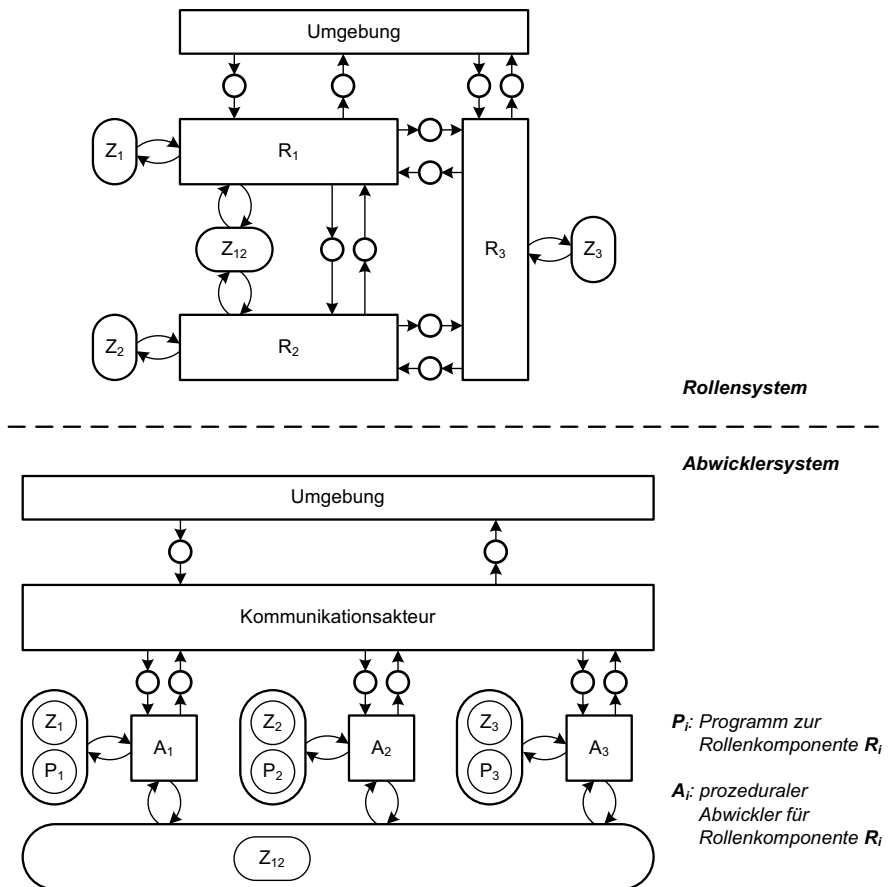 Umgebung
Z₁
R₁
Z₁₂
R₃
Z₃
Z₂
R₂
Rollensystem
Abwicklersystem
Umgebung
Kommunikationsakteur
Z₁
P₁
A₁
Z₂
P₂
A₂
Z₃
P₃
A₃
Pᵢ: Programm zur
Rollenkomponente Rᵢ
Aᵢ: prozeduraler
Abwickler für
Rollenkomponente Rᵢ
Z₁₂